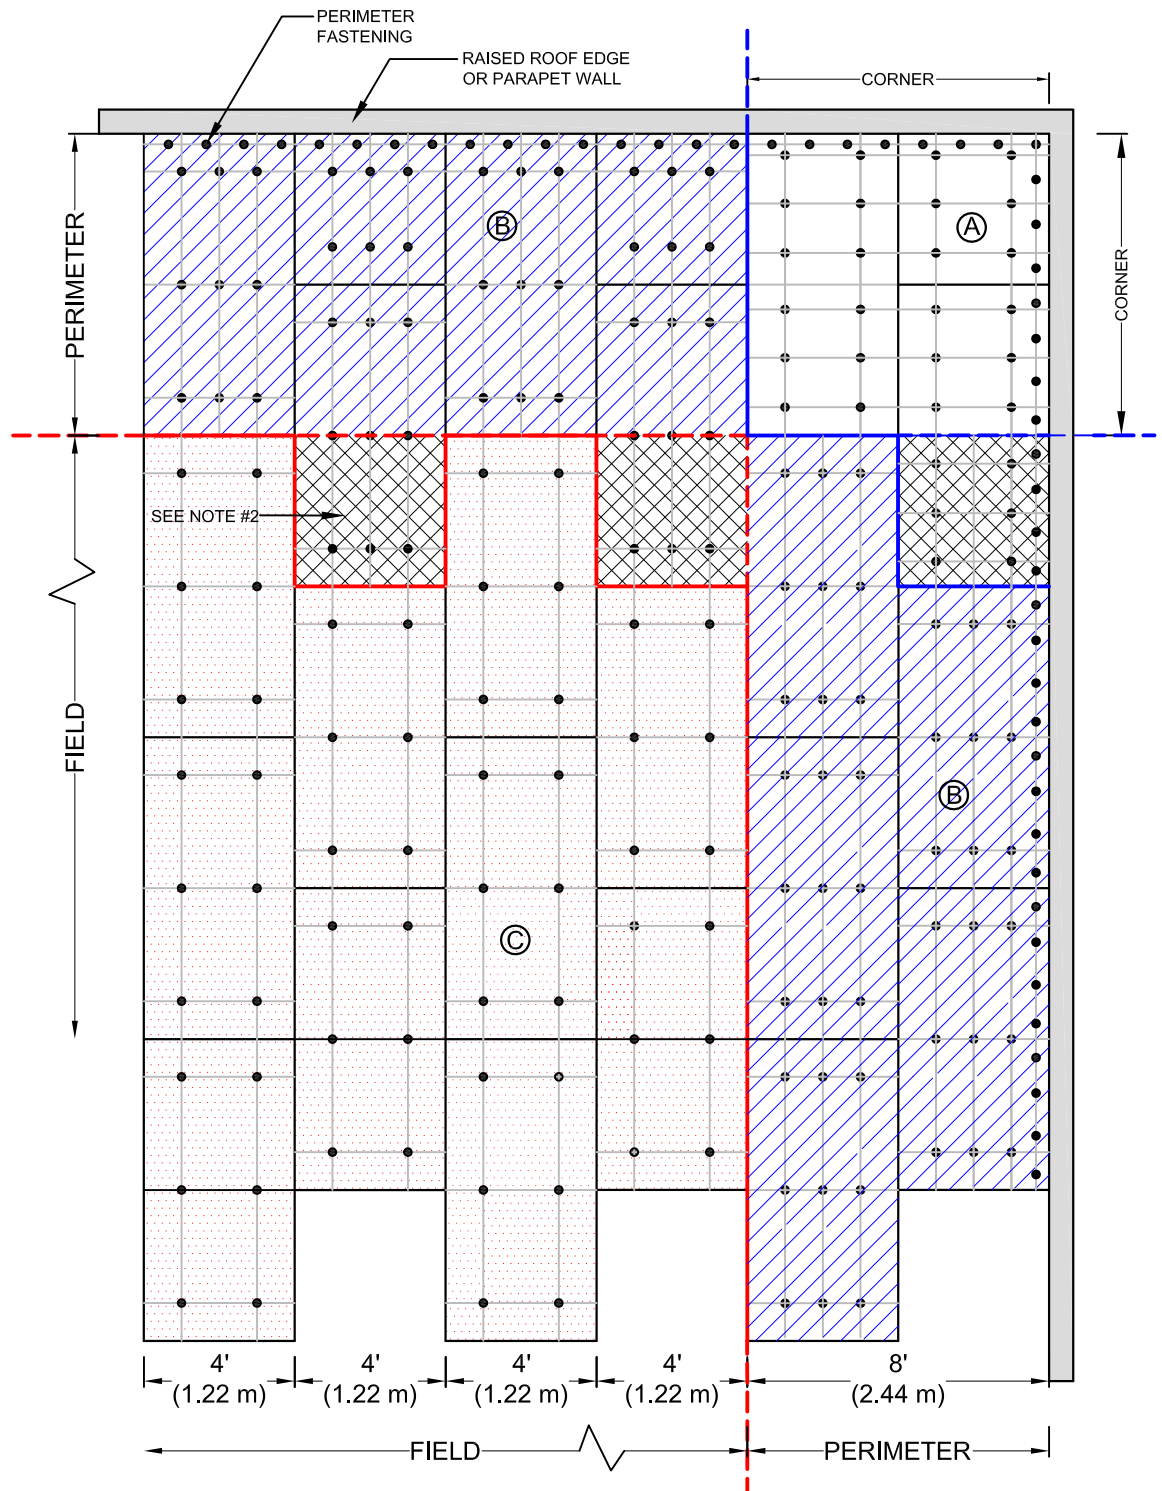 PERIMETER
FASTENING
RAISED ROOF EDGE
OR PARAPET WALL
CORNER
PERIMETER
B
A
CORNER
SEE NOTE #2
FIELD
B
C
4'
(1.22 m)
4'
(1.22 m)
4'
(1.22 m)
4'
(1.22 m)
8'
(2.44 m)
FIELD
PERIMETER